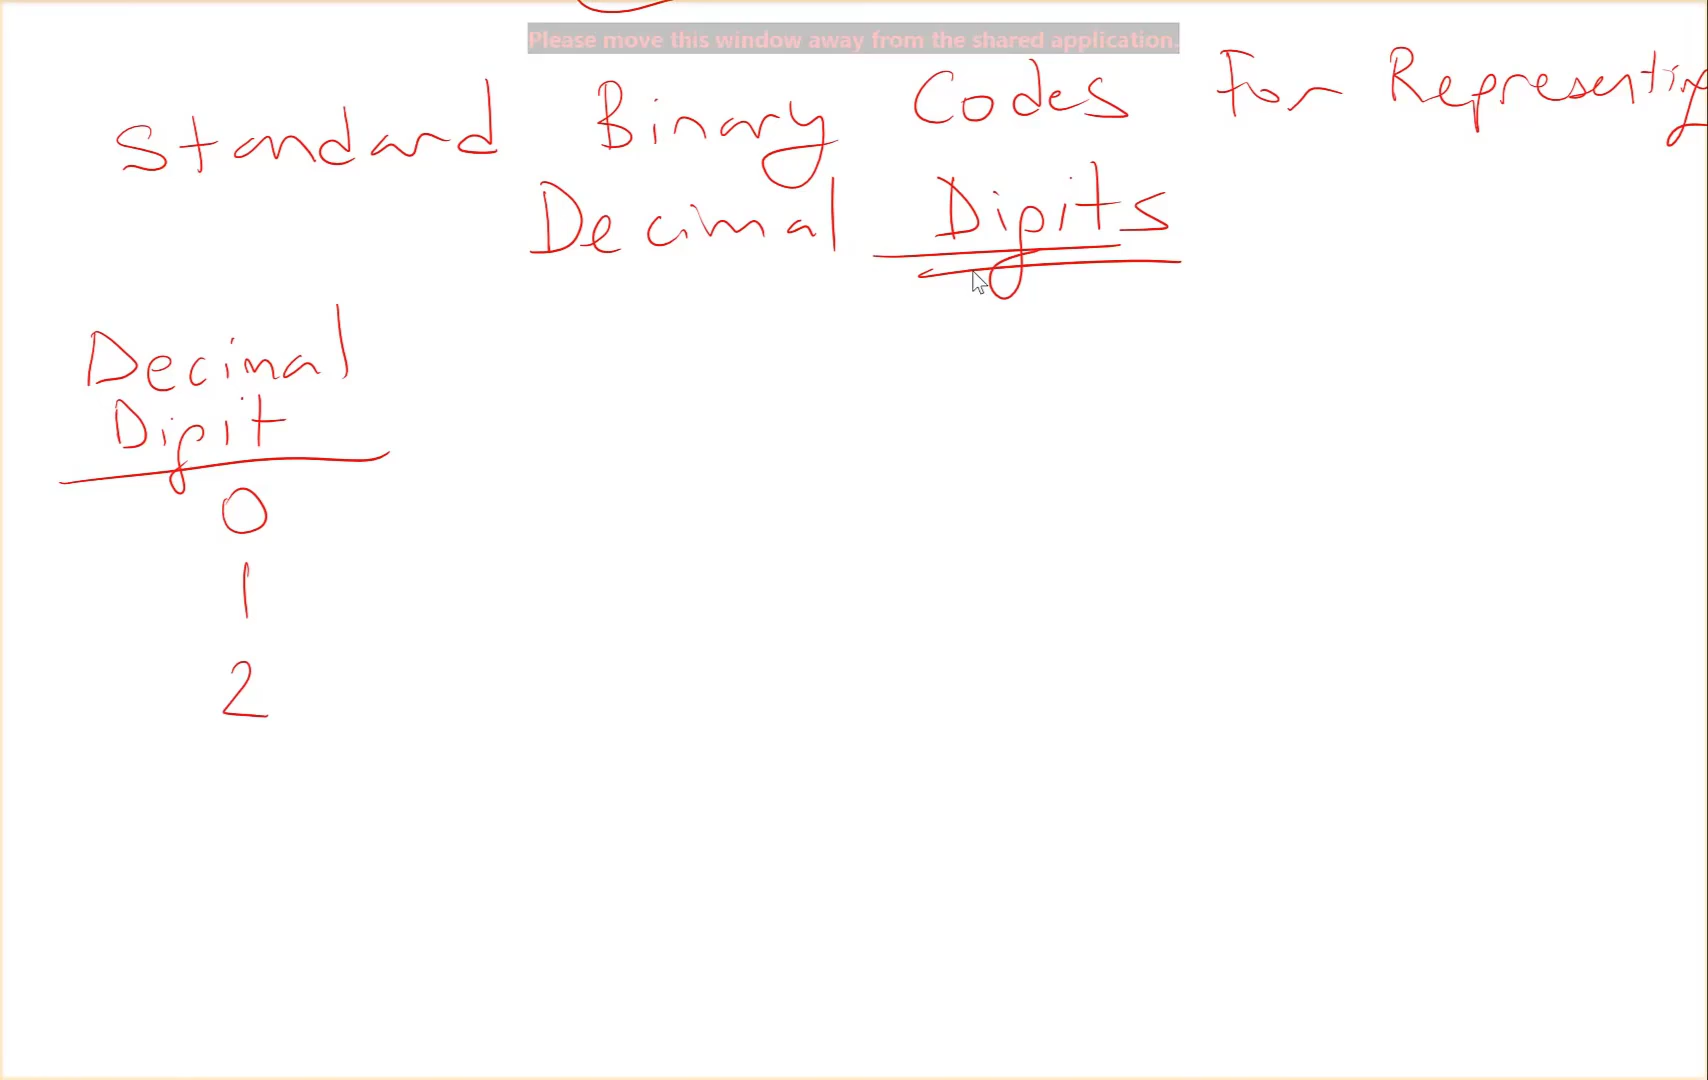 Please move this window away from the shared application.
Standard Binary Codes For Representing
Decimal Digits
Decimal
Digit
0
1
2